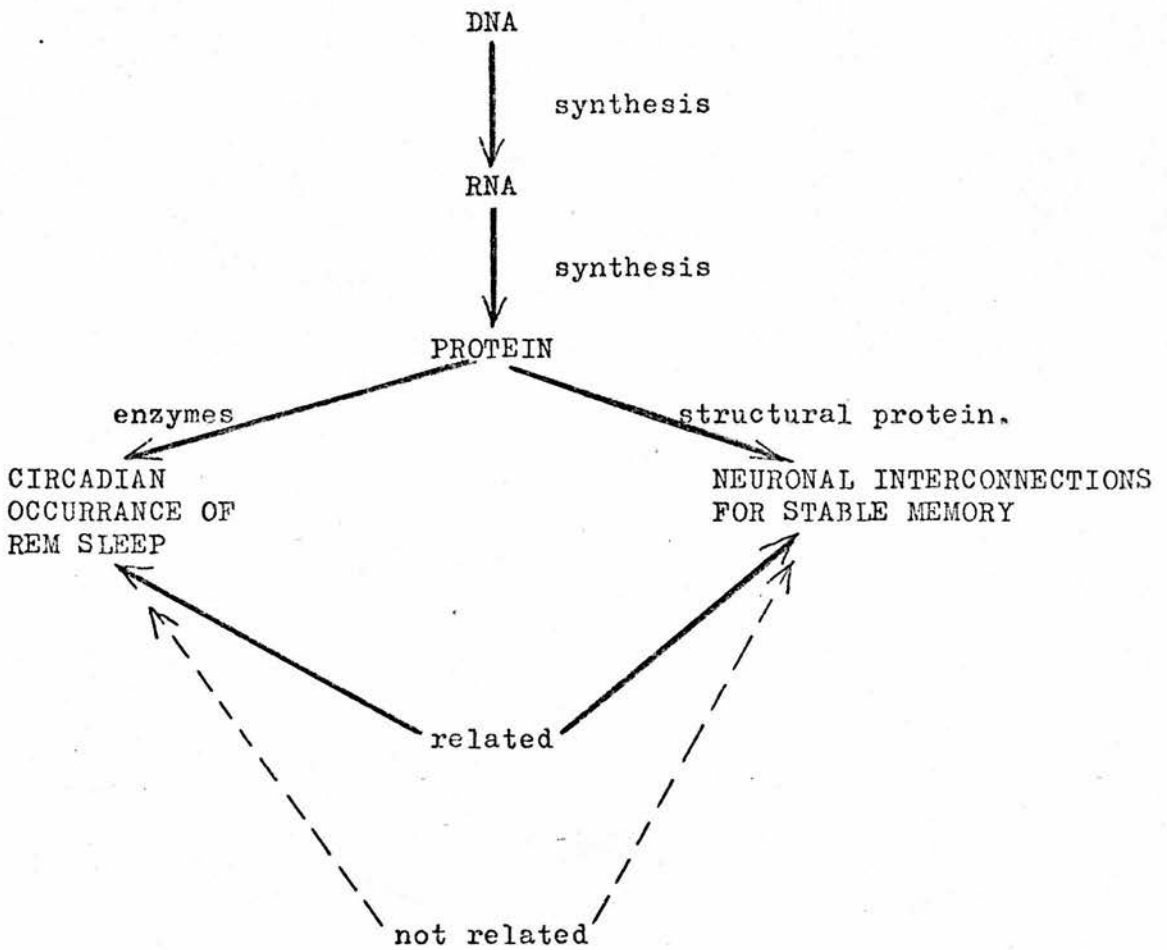 DNA
synthesis
RNA
synthesis
PROTEIN
enzymes
structural protein.
CIRCADIAN
OCCURRANCE OF
REM SLEEP
NEURONAL INTERCONNECTIONS
FOR STABLE MEMORY
related
not related